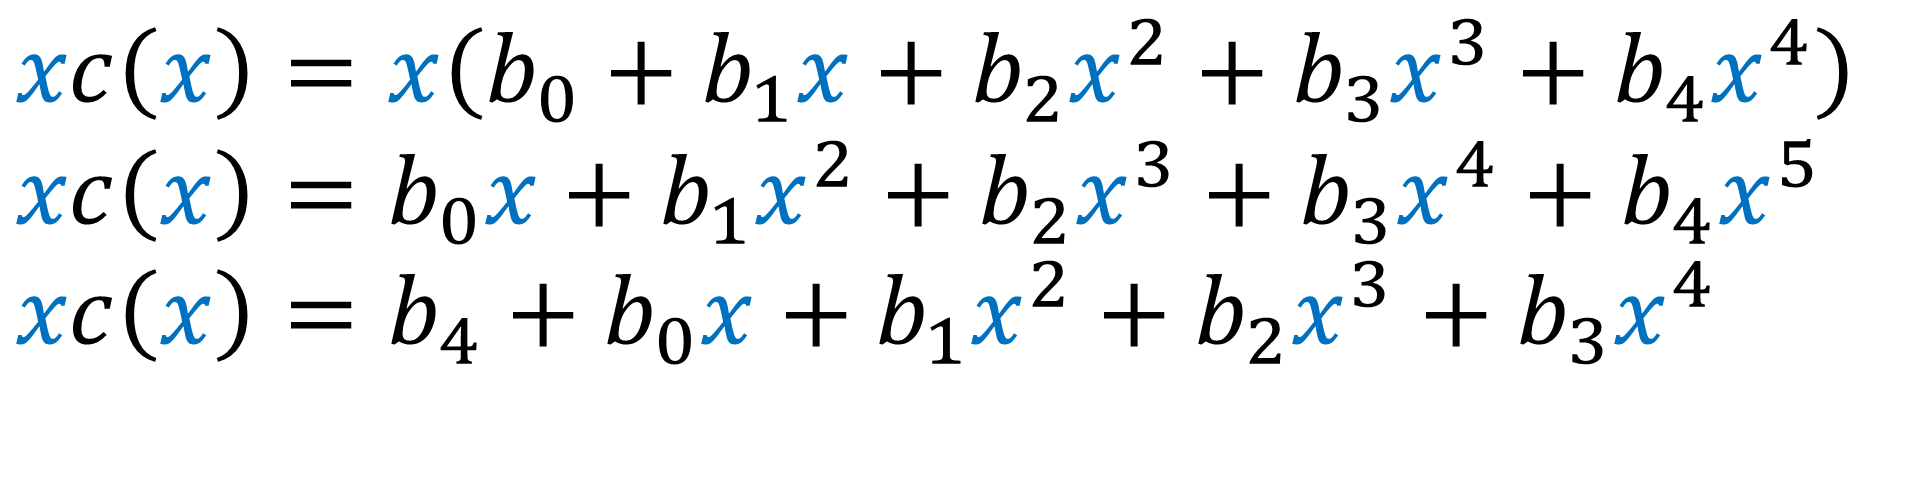 xc(x) = x(b₀ + b₁x + b₂x² + b₃x³ + b₄x⁴)
xc(x) = b₀x + b₁x² + b₂x³ + b₃x⁴ + b₄x⁵
xc(x) = b₄ + b₀x + b₁x² + b₂x³ + b₃x⁴